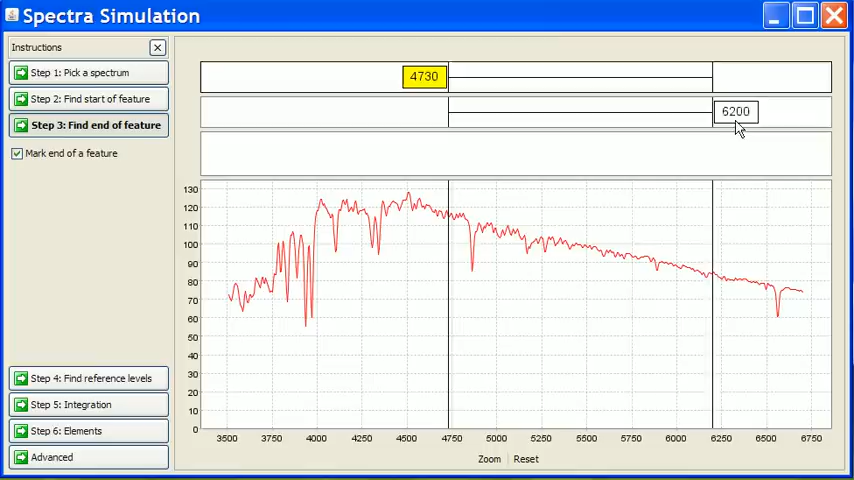 Spectra Simulation
Instructions
Step 1: Pick a spectrum
Step 2: Find start of feature
Step 3: Find end of feature
Mark end of a feature
Step 4: Find reference levels
Step 5: Integration
Step 6: Elements
Advanced
4730
6200
130
120
110
100
90
80
70
60
50
40
30
20
10
0
3500 3750 4000 4250 4500 4750 5000 5250 5500 5750 6000 6250 6500 6750
Zoom Reset